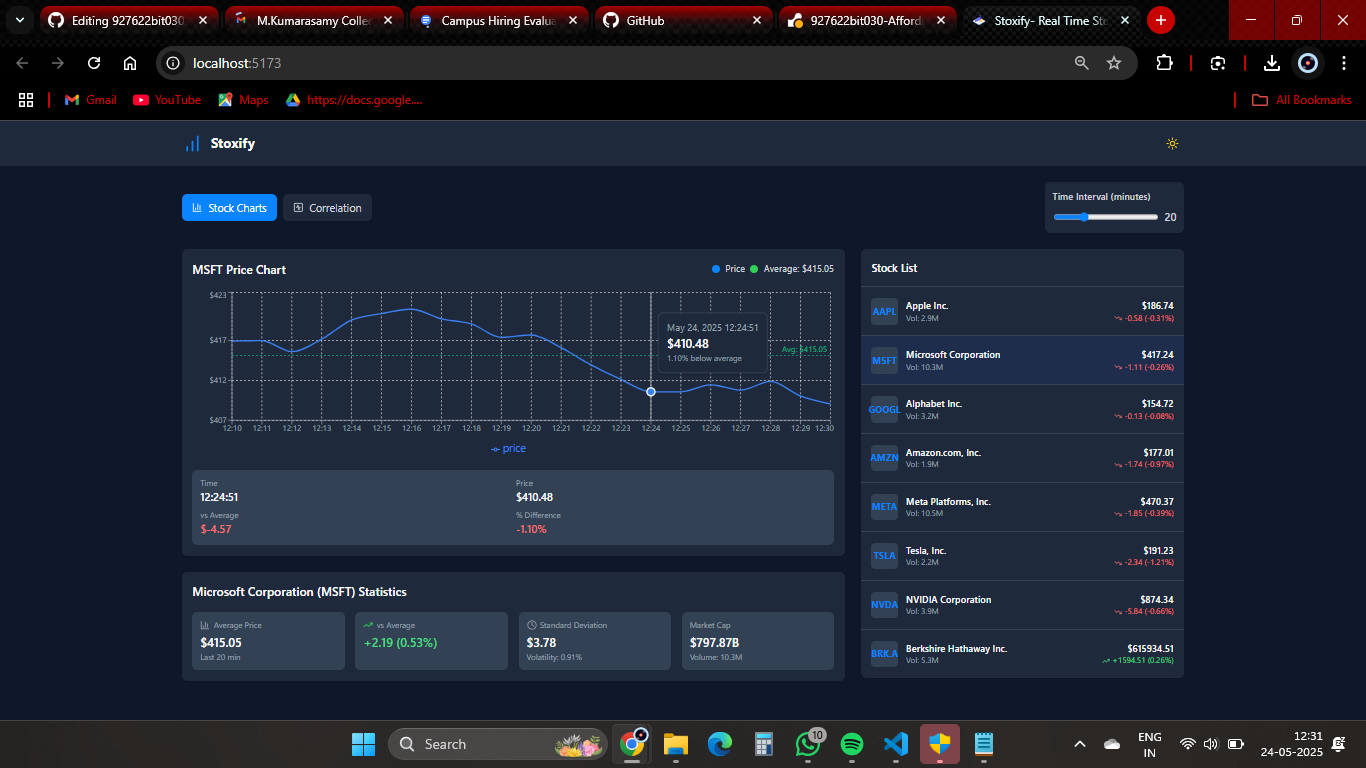 Editing 927622bit030
M.Kumarasamy Colle
Campus Hiring Evalua
GitHub
927622bit030-Afford
Stoxify- Real Time Sto
localhost:5173
Gmail
YouTube
Maps
https://docs.google....
All Bookmarks
Stoxify
Stock Charts
Correlation
Time Interval (minutes)
20
MSFT Price Chart
Price
Average: $415.05
$423
$417
$412
$407
May 24, 2025 12:24:51
$410.48
1.10% below average
Avg: $415.05
12:10 12:11 12:12 12:13 12:14 12:15 12:16 12:17 12:18 12:19 12:20 12:21 12:22 12:23 12:24 12:25 12:26 12:27 12:28 12:29 12:30
price
Time
12:24:51
Price
$410.48
vs Average
$-4.57
% Difference
-1.10%
Microsoft Corporation (MSFT) Statistics
Average Price
$415.05
Last 20 min
vs Average
+2.19 (0.53%)
Standard Deviation
$3.78
Volatility: 0.91%
Market Cap
$797.87B
Volume: 10.3M
Stock List
AAPL
Apple Inc.
Vol: 2.9M
$186.74
-0.58 (-0.31%)
MSFT
Microsoft Corporation
Vol: 10.3M
$417.24
-1.11 (-0.26%)
GOOGL
Alphabet Inc.
Vol: 3.2M
$154.72
-0.13 (-0.08%)
AMZN
Amazon.com, Inc.
Vol: 1.9M
$177.01
-1.74 (-0.97%)
META
Meta Platforms, Inc.
Vol: 10.5M
$470.37
-1.85 (-0.39%)
TSLA
Tesla, Inc.
Vol: 2.2M
$191.23
-2.34 (-1.21%)
NVDA
NVIDIA Corporation
Vol: 3.9M
$874.34
-5.84 (-0.66%)
BRK.A
Berkshire Hathaway Inc.
Vol: 5.3M
$615934.51
+1594.51 (0.26%)
Search
10
ENG
IN
12:31
24-05-2025